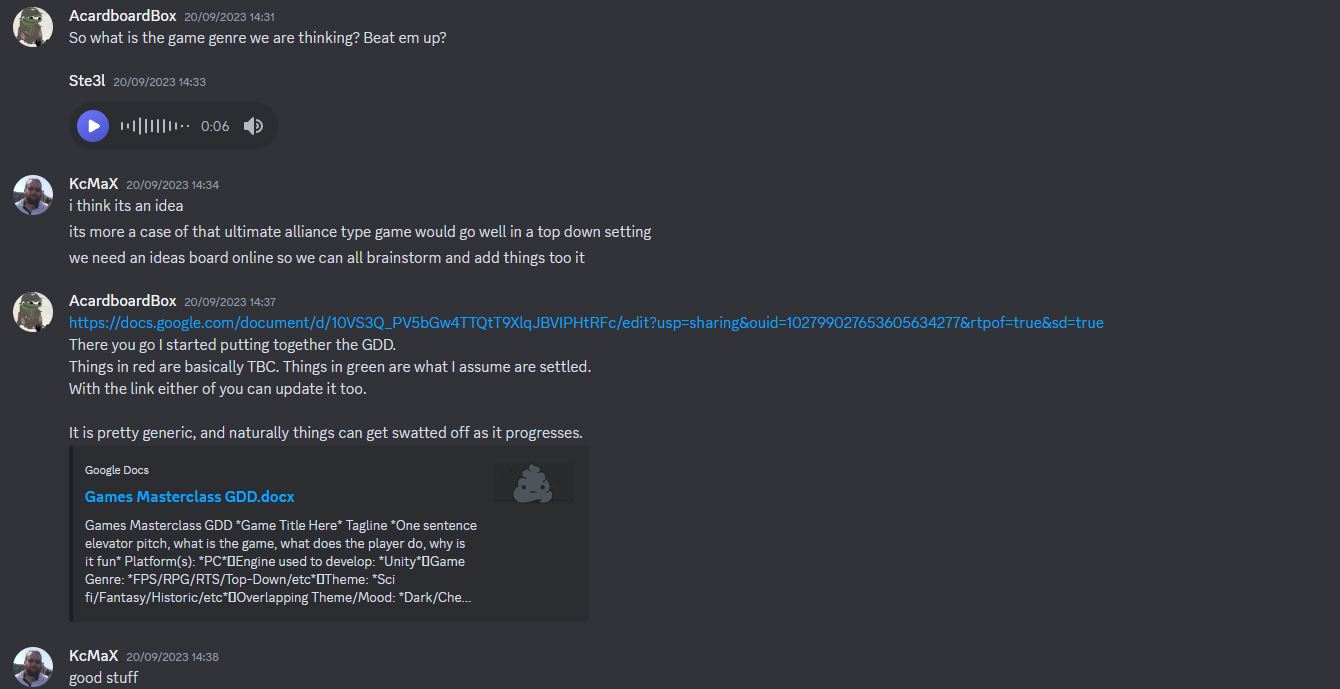 AcardboardBox 20/09/2023 14:31
So what is the game genre we are thinking? Beat em up?
Ste3l 20/09/2023 14:33
0:06
KcMaX 20/09/2023 14:34
i think its an idea
its more a case of that ultimate alliance type game would go well in a top down setting
we need an ideas board online so we can all brainstorm and add things too it
AcardboardBox 20/09/2023 14:37
https://docs.google.com/document/d/10VS3Q_PV5bGw4TTQtT9XlqJBVIPHtRFc/edit?usp=sharing&ouid=102799027653605634277&rtpof=true&sd=true
There you go I started putting together the GDD.
Things in red are basically TBC. Things in green are what I assume are settled.
With the link either of you can update it too.
It is pretty generic, and naturally things can get swatted off as it progresses.
Google Docs
Games Masterclass GDD.docx
Games Masterclass GDD *Game Title Here* Tagline *One sentence
elevator pitch, what is the game, what does the player do, why is
it fun* Platform(s): *PC*▯Engine used to develop: *Unity*▯Game
Genre: *FPS/RPG/RTS/Top-Down/etc*▯Theme: *Sci
fi/Fantasy/Historic/etc*▯Overlapping Theme/Mood: *Dark/Che...
KcMaX 20/09/2023 14:38
good stuff